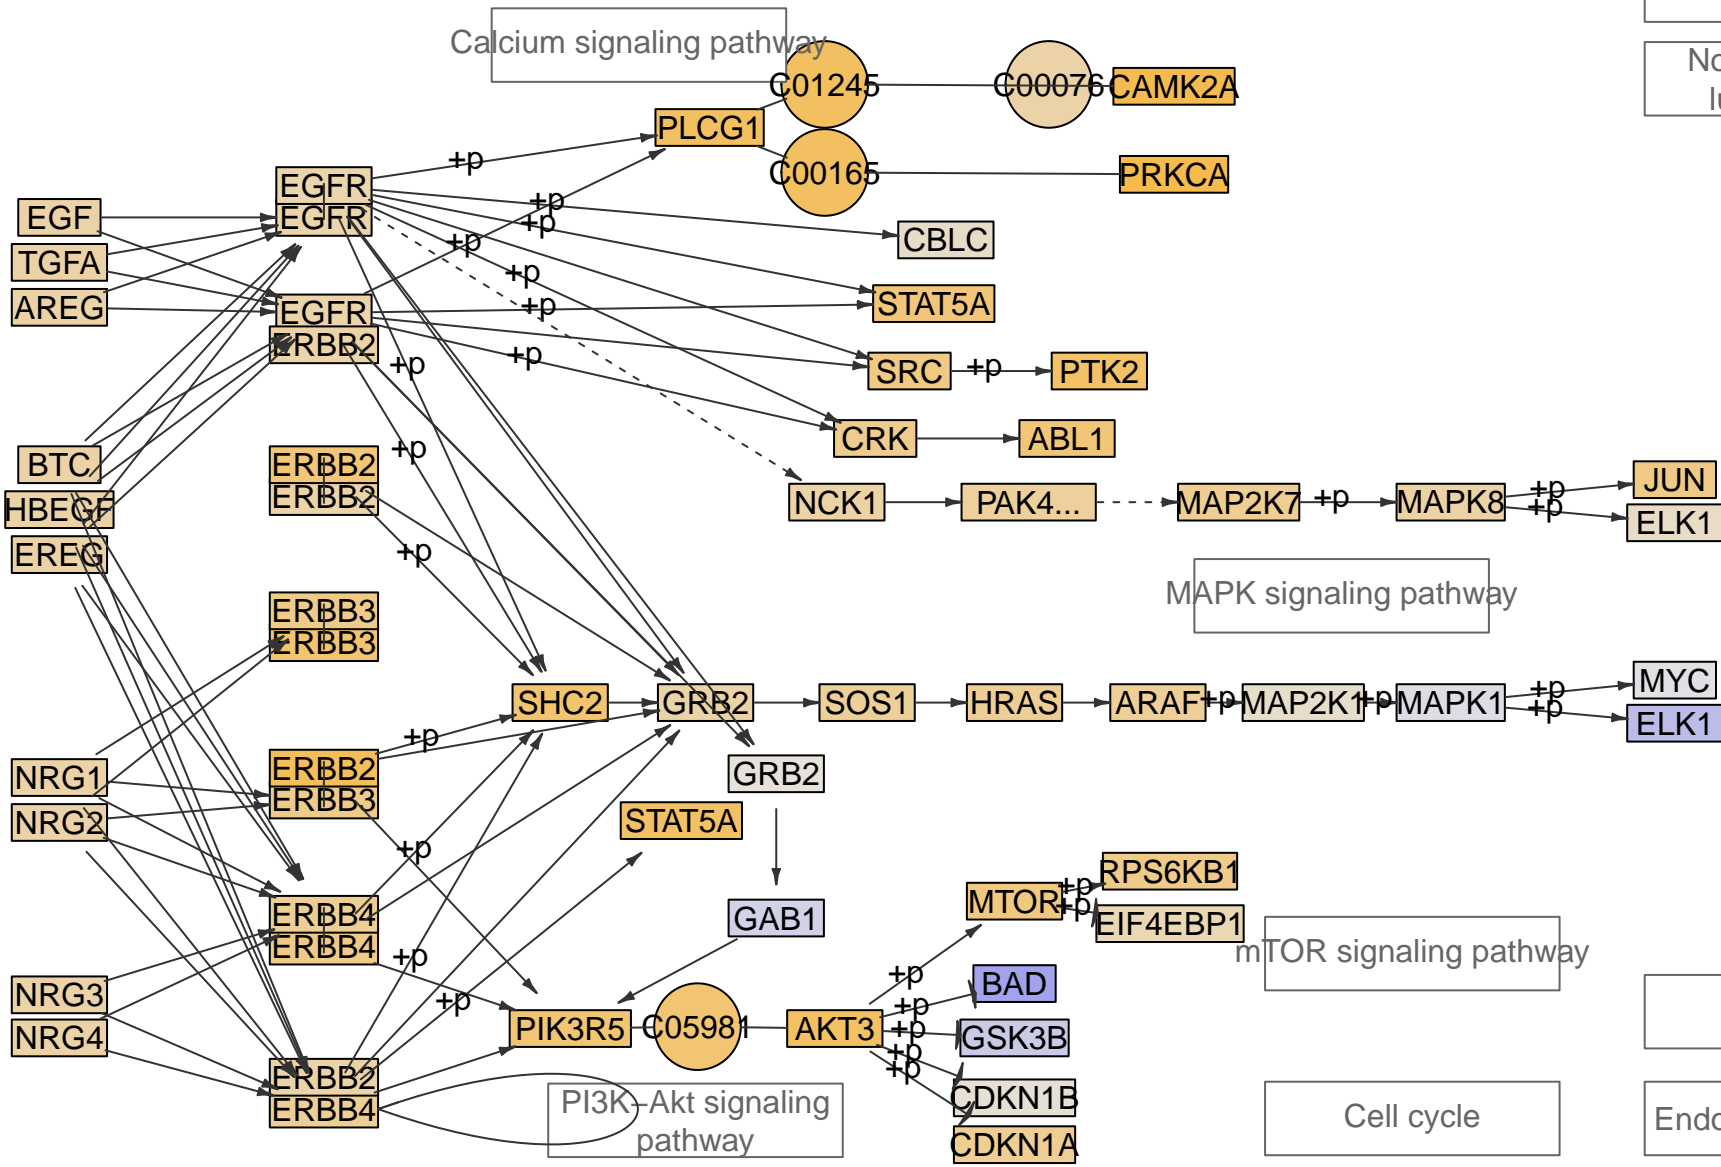 Calcium signaling pathway
No
lu
C01245
C00076
CAMK2A
PLCG1
+p
C00165
PRKCA
EGFR
EGFR
EGF
+p
+p
CBLC
TGFA
+p
+p
AREG
EGFR
+p
STAT5A
ERBB2
+p
+p
SRC
+p
PTK2
CRK
ABL1
BTC
ERBB2
+p
ERBB2
HBEGF
NCK1
PAK4...
MAP2K7
+p
MAPK8
+p
+p
JUN
ELK1
EREG
+p
MAPK signaling pathway
ERBB3
ERBB3
SHC2
GRB2
SOS1
HRAS
ARAF
+p
MAP2K1
+p
MAPK1
+p
+p
MYC
ELK1
+p
NRG1
ERBB2
ERBB3
GRB2
NRG2
STAT5A
+p
MTOR
+p
+p
RPS6KB1
EIF4EBP1
ERBB4
ERBB4
GAB1
mTOR signaling pathway
+p
+p
BAD
NRG3
+p
+p
NRG4
PIK3R5
C05981
AKT3
+p
GSK3B
+p
+p
ERBB2
ERBB4
PI3K–Akt signaling
pathway
CDKN1B
CDKN1A
Cell cycle
Endo